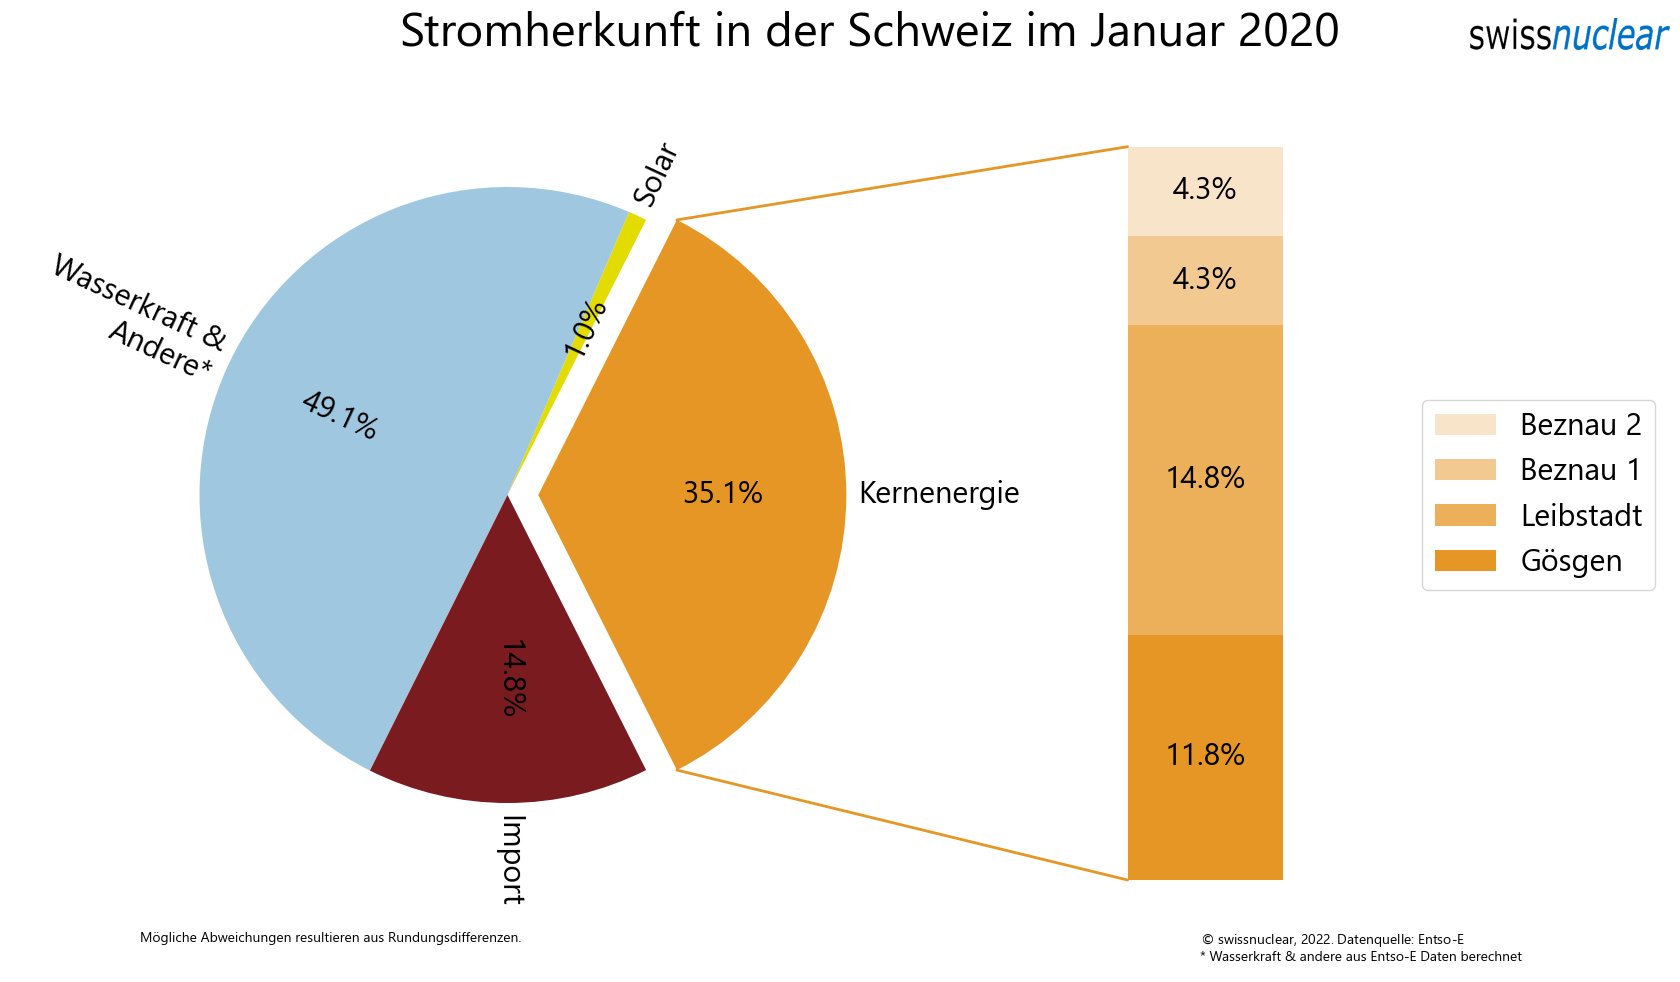 Stromherkunft in der Schweiz im Januar 2020
swissnuclear
Solar
1.0%
Wasserkraft &
Andere*
49.1%
35.1%
Kernenergie
14.8%
Import
4.3%
4.3%
14.8%
11.8%
Beznau 2
Beznau 1
Leibstadt
Gösgen
Mögliche Abweichungen resultieren aus Rundungsdifferenzen.
© swissnuclear, 2022. Datenquelle: Entso-E
* Wasserkraft & andere aus Entso-E Daten berechnet